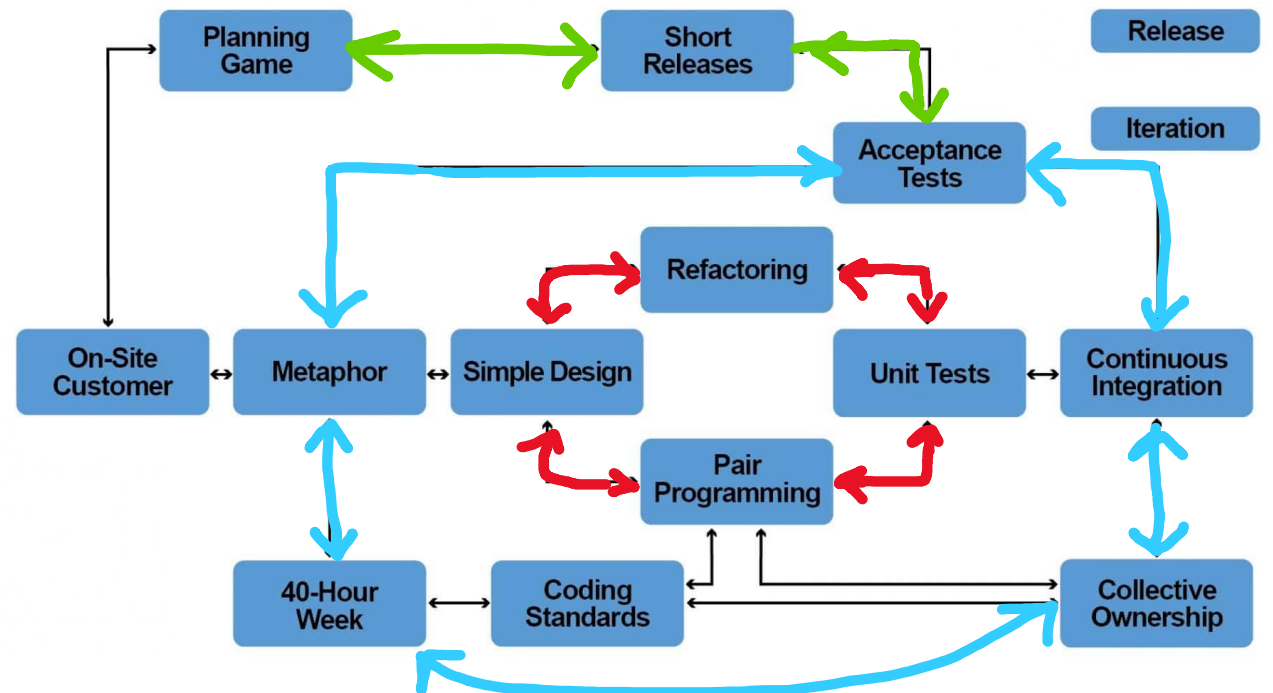 Planning
Game
Short
Releases
Release
Iteration
Acceptance
Tests
Refactoring
On-Site
Customer
Metaphor
Simple Design
Unit Tests
Continuous
Integration
Pair
Programming
40-Hour
Week
Coding
Standards
Collective
Ownership